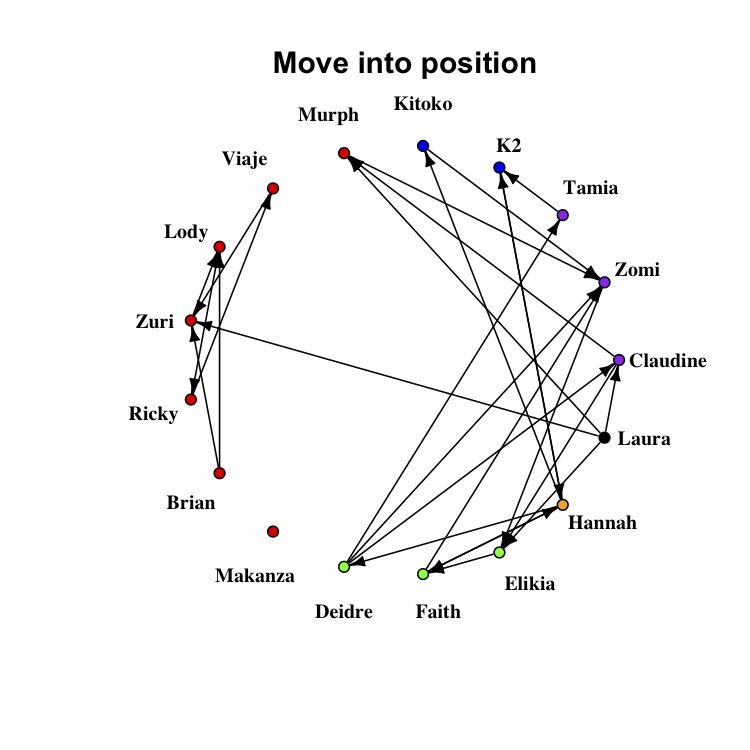 Move into position
Kitoko
Murph
K2
Viaje
Tamia
Lody
Zomi
Zuri
Claudine
Ricky
Laura
Brian
Hannah
Makanza
Elikia
Deidre
Faith